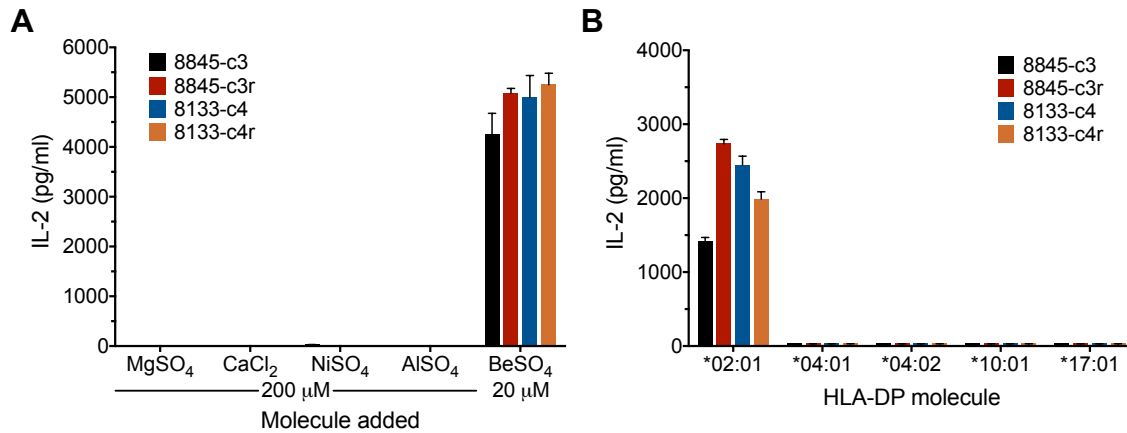 A
IL-2 (pg/ml)
6000
5000
4000
3000
2000
1000
0
8845-c3
8845-c3r
8133-c4
8133-c4r
MgSO₄ CaCl₂ NiSO₄ AlSO₄ BeSO₄
200 μM 20 μM
Molecule added
B
IL-2 (pg/ml)
4000
3000
2000
1000
0
8845-c3
8845-c3r
8133-c4
8133-c4r
*02:01 *04:01 *04:02 *10:01 *17:01
HLA-DP molecule